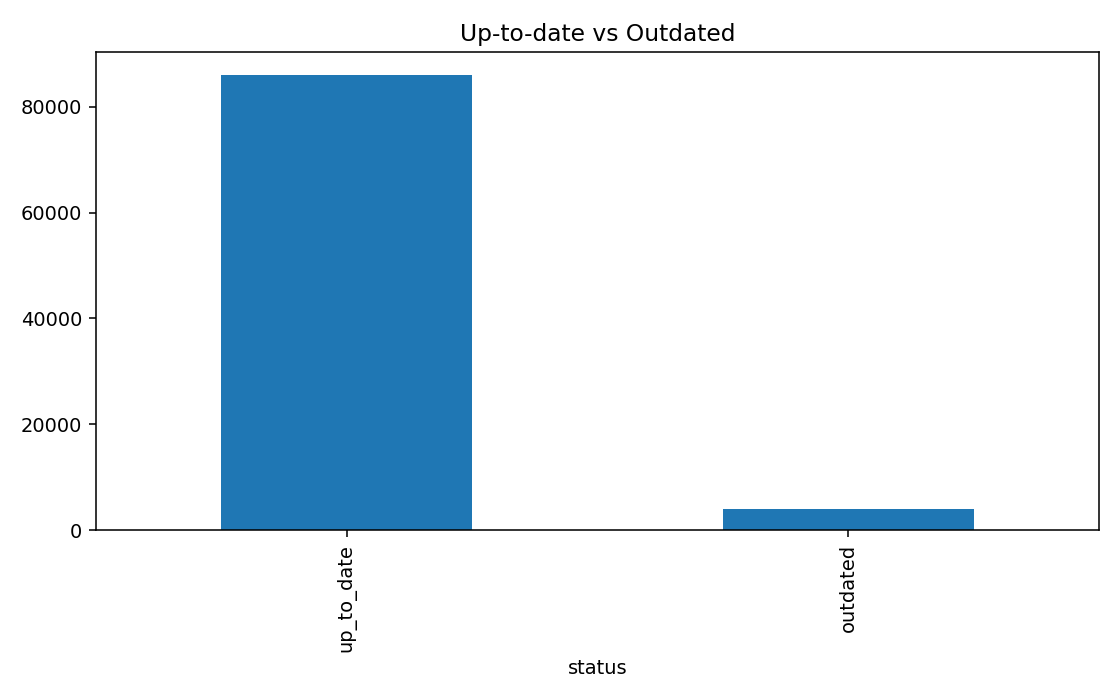 Up-to-date vs Outdated
80000
60000
40000
20000
0
up_to_date
outdated
status